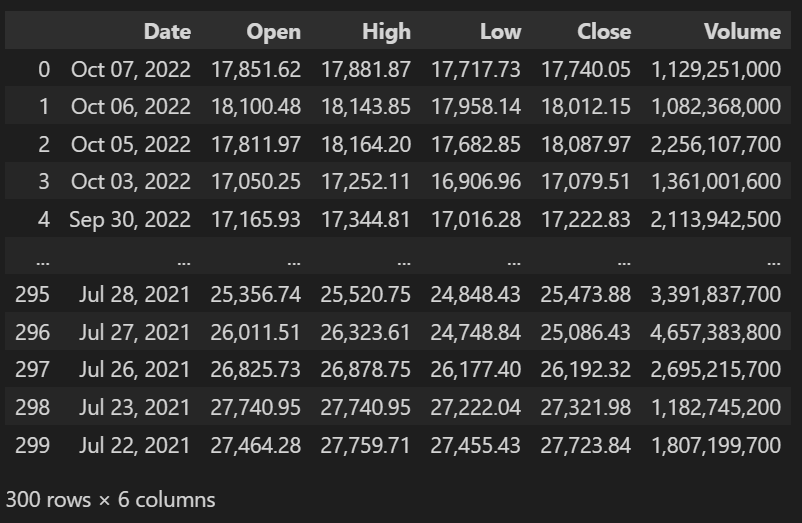 Date Open High Low Close Volume
0 Oct 07, 2022 17,851.62 17,881.87 17,717.73 17,740.05 1,129,251,000
1 Oct 06, 2022 18,100.48 18,143.85 17,958.14 18,012.15 1,082,368,000
2 Oct 05, 2022 17,811.97 18,164.20 17,682.85 18,087.97 2,256,107,700
3 Oct 03, 2022 17,050.25 17,252.11 16,906.96 17,079.51 1,361,001,600
4 Sep 30, 2022 17,165.93 17,344.81 17,016.28 17,222.83 2,113,942,500
... ... ... ... ... ... ...
295 Jul 28, 2021 25,356.74 25,520.75 24,848.43 25,473.88 3,391,837,700
296 Jul 27, 2021 26,011.51 26,323.61 24,748.84 25,086.43 4,657,383,800
297 Jul 26, 2021 26,825.73 26,878.75 26,177.40 26,192.32 2,695,215,700
298 Jul 23, 2021 27,740.95 27,740.95 27,222.04 27,321.98 1,182,745,200
299 Jul 22, 2021 27,464.28 27,759.71 27,455.43 27,723.84 1,807,199,700
300 rows × 6 columns